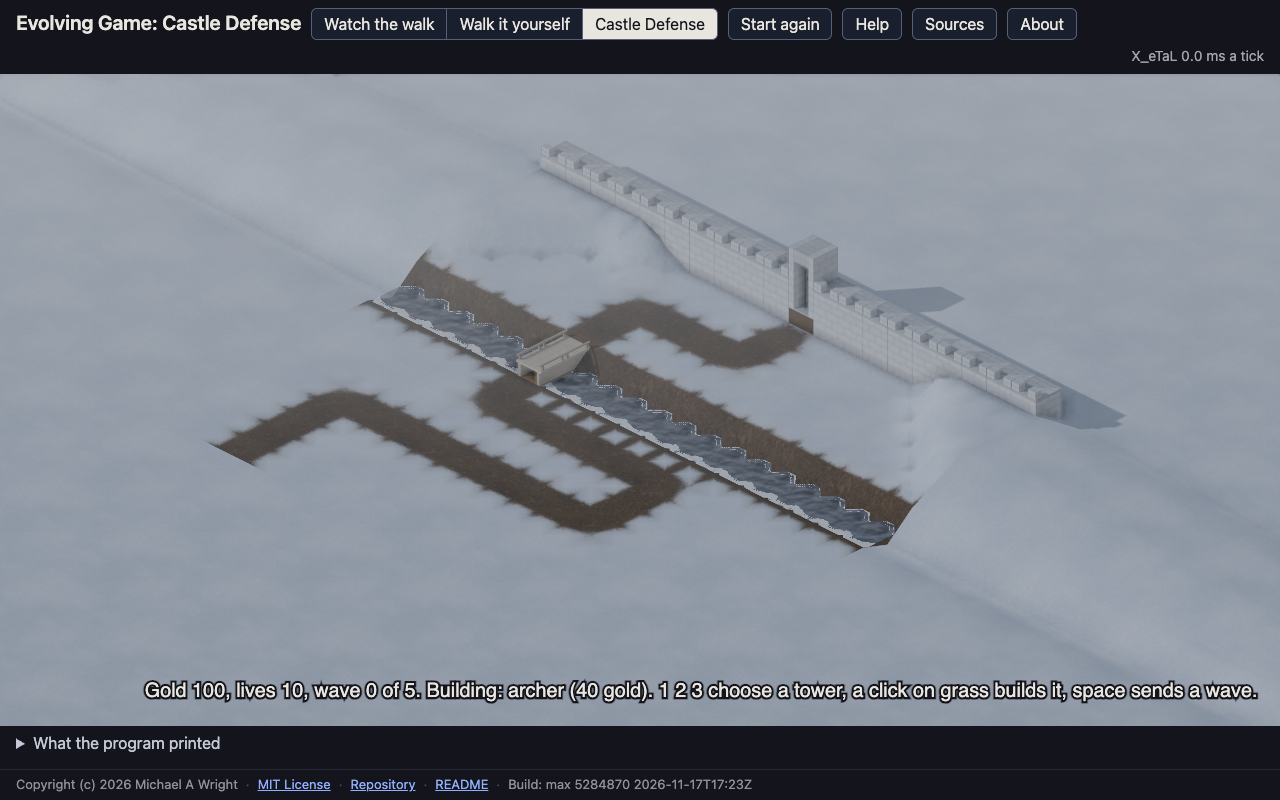 Evolving Game: Castle Defense
Watch the walk
Walk it yourself
Castle Defense
Start again
Help
Sources
About
X_eTaL 0.0 ms a tick
Gold 100, lives 10, wave 0 of 5. Building: archer (40 gold). 1 2 3 choose a tower, a click on grass builds it, space sends a wave.
What the program printed
Copyright (c) 2026 Michael A Wright · MIT License · Repository · README · Build: max 5284870 2026-11-17T17:23Z